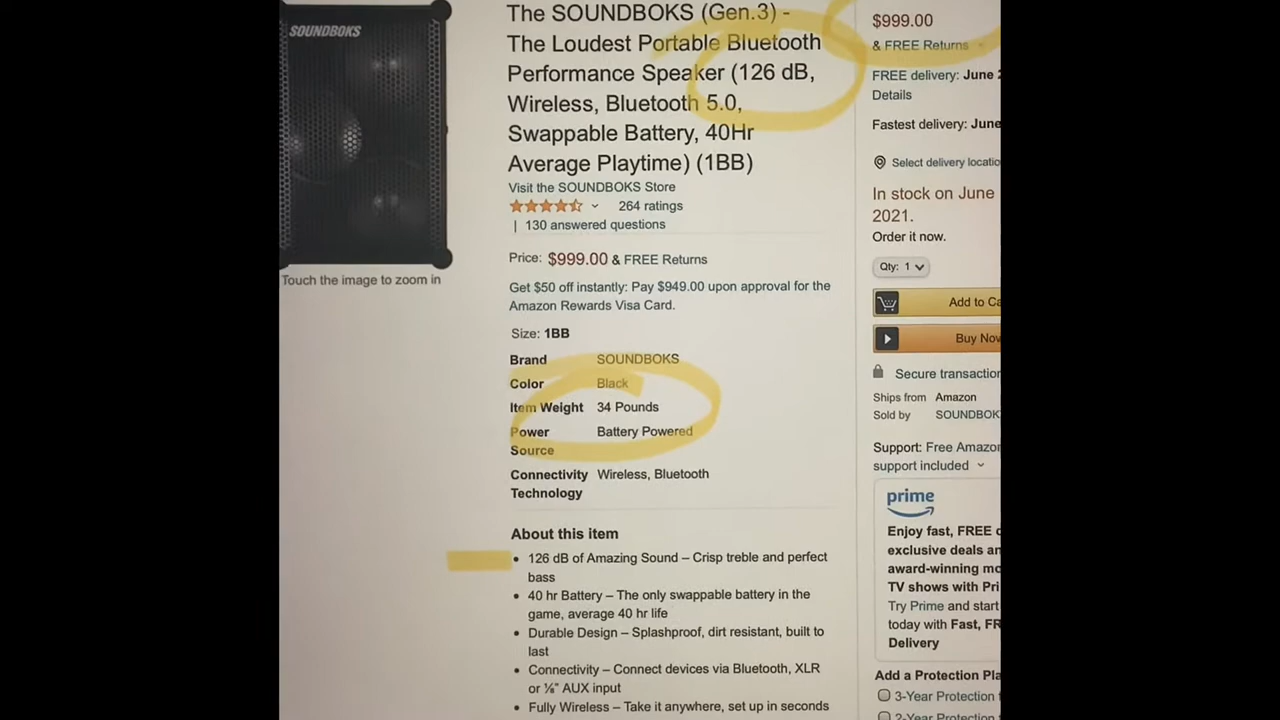 SOUNDBOKS
Touch the image to zoom in
The SOUNDBOKS (Gen.3) -
The Loudest Portable Bluetooth
Performance Speaker (126 dB,
Wireless, Bluetooth 5.0,
Swappable Battery, 40Hr
Average Playtime) (1BB)
Visit the SOUNDBOKS Store
264 ratings
| 130 answered questions
Price: $999.00 & FREE Returns
Get $50 off instantly: Pay $949.00 upon approval for the
Amazon Rewards Visa Card.
Size: 1BB
Brand SOUNDBOKS
Color Black
Item Weight 34 Pounds
Power Battery Powered
Source
Connectivity Wireless, Bluetooth
Technology
About this item
• 126 dB of Amazing Sound – Crisp treble and perfect
bass
• 40 hr Battery – The only swappable battery in the
game, average 40 hr life
• Durable Design – Splashproof, dirt resistant, built to
last
• Connectivity – Connect devices via Bluetooth, XLR
or ⅛" AUX input
• Fully Wireless – Take it anywhere, set up in seconds
$999.00
& FREE Returns
FREE delivery: June
Details
Fastest delivery: June
Select delivery locatio
In stock on June
2021.
Order it now.
Qty: 1
Add to Ca
Buy Nov
Secure transactio
Ships from Amazon
Sold by SOUNDBOK
Support: Free Amazo
support included
prime
Enjoy fast, FREE
exclusive deals an
award-winning mo
TV shows with Pri
Try Prime and start
today with Fast, FR
Delivery
Add a Protection Pla
3-Year Protection
2-Year Protection